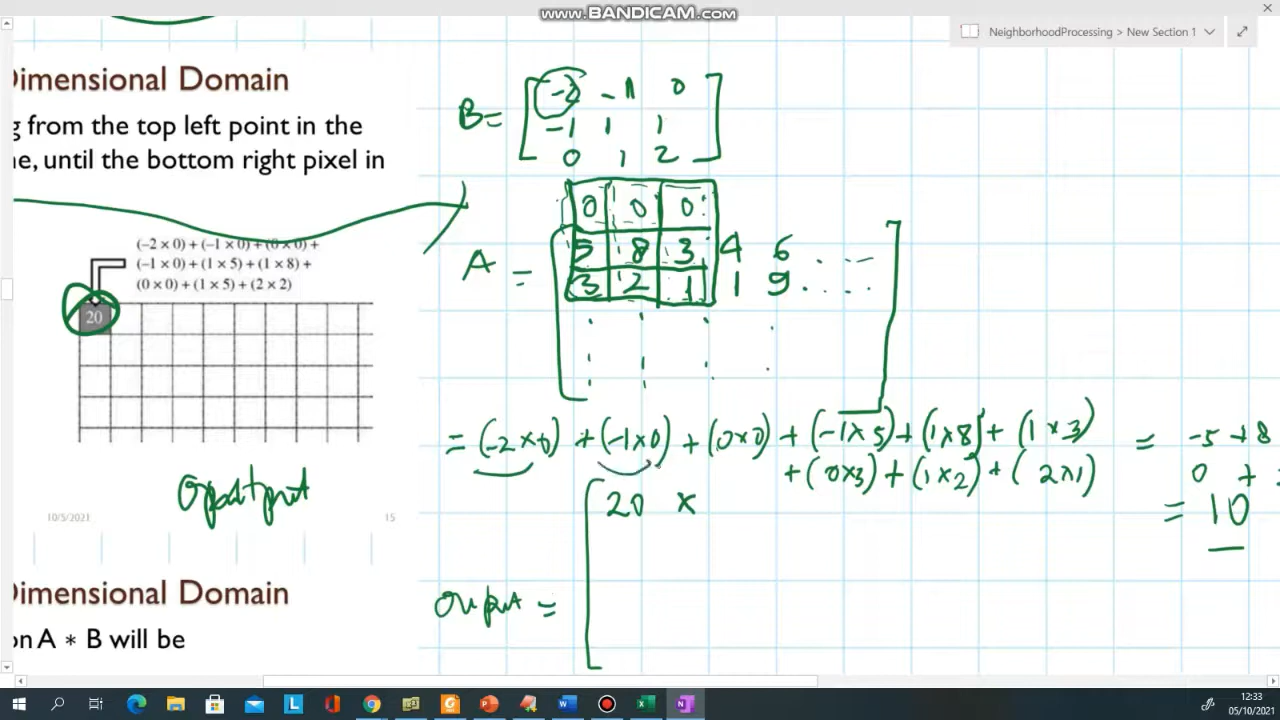 www.BANDICAM.com
NeighborhoodProcessing > New Section 1
Dimensional Domain
g from the top left point in the
ne, until the bottom right pixel in
(−2 × 0) + (−1 × 0) + (0 × 0) +
(−1 × 0) + (1 × 5) + (1 × 8) +
(0 × 0) + (1 × 5) + (2 × 2)
20
10/5/2021
15
Dimensional Domain
on A ∗ B will be
B =
-2 -1 0
-1 1 1
0 1 2
A =
0 0 0
5 8 3 4 6 . . .
3 2 1 1 9 . . . .
= (-2×0) + (-1×0) + (0×0) + (-1×5) + (1×8) + (1×3)
+ (0×3) + (1×2) + (2×1)
= -5 + 8
0 +
= 10
20 x
Output =
12:33
05/10/2021